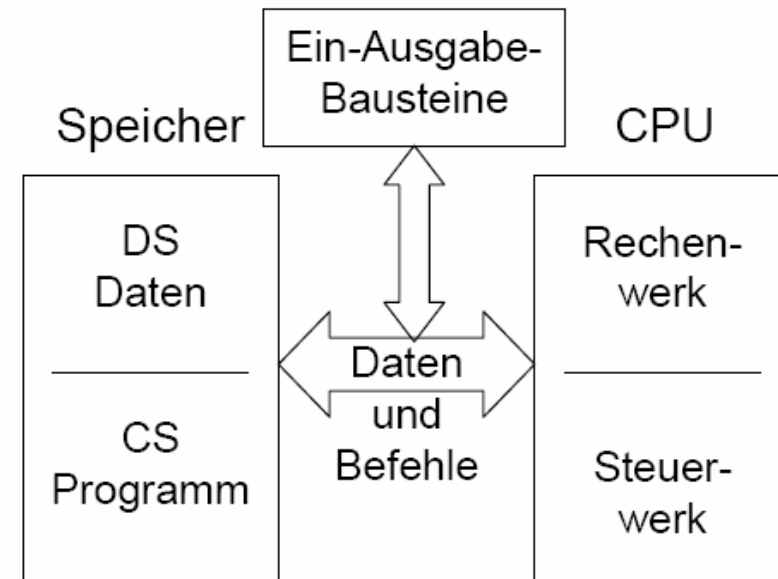 Ein-Ausgabe-
Bausteine
Speicher
CPU
DS
Daten
CS
Programm
Daten
und
Befehle
Rechen-
werk
Steuer-
werk